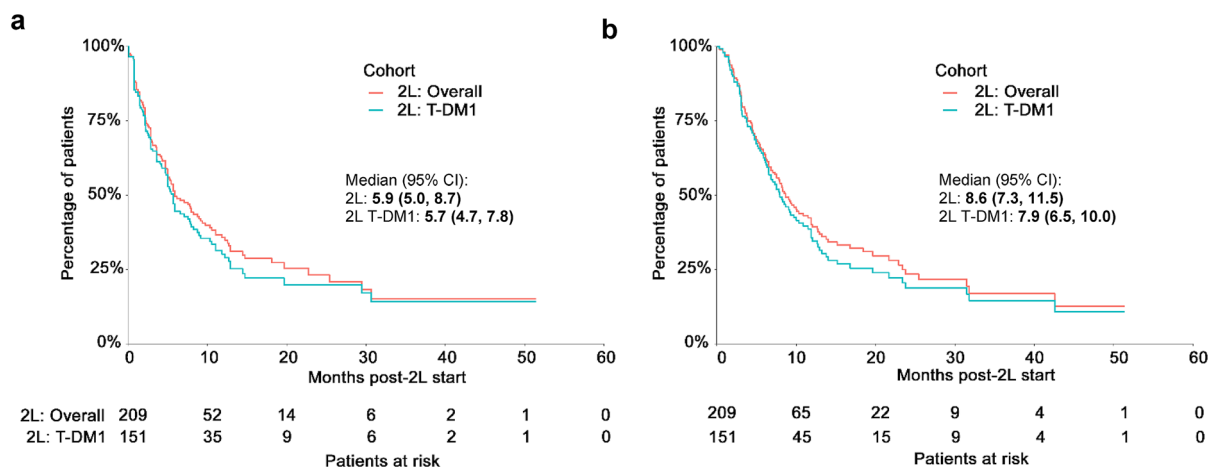 a
100%
75%
50%
25%
0%
Percentage of patients
Cohort
2L: Overall
2L: T-DM1
Median (95% CI):
2L: 5.9 (5.0, 8.7)
2L T-DM1: 5.7 (4.7, 7.8)
0 10 20 30 40 50 60
Months post-2L start
2L: Overall 209 52 14 6 2 1 0
2L: T-DM1 151 35 9 6 2 1 0
Patients at risk
b
100%
75%
50%
25%
0%
Percentage of patients
Cohort
2L: Overall
2L: T-DM1
Median (95% CI):
2L: 8.6 (7.3, 11.5)
2L T-DM1: 7.9 (6.5, 10.0)
0 10 20 30 40 50 60
Months post-2L start
209 65 22 9 4 1 0
151 45 15 9 4 1 0
Patients at risk